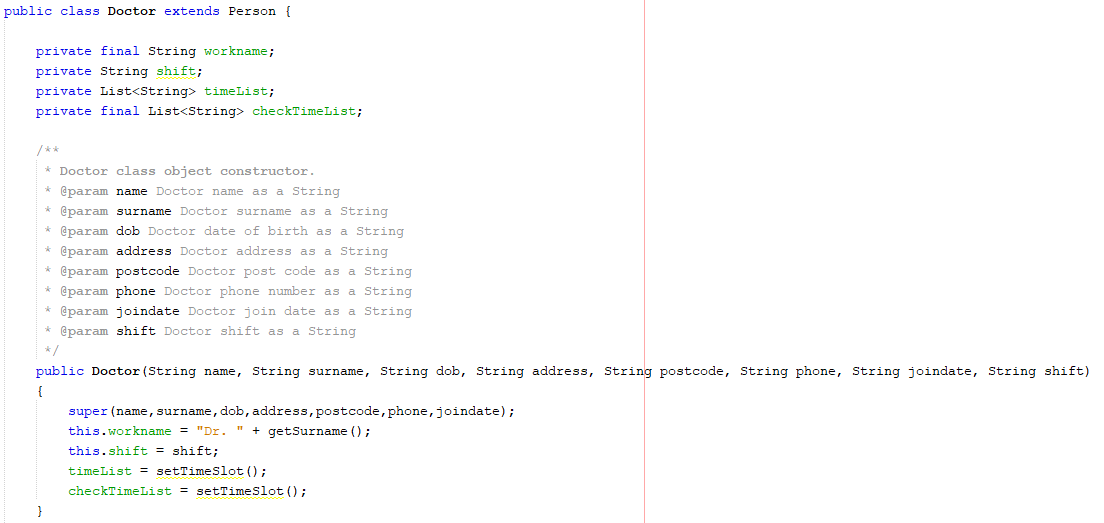 public class Doctor extends Person {
private final String workname;
private String shift;
private List<String> timeList;
private final List<String> checkTimeList;
/**
* Doctor class object constructor.
* @param name Doctor name as a String
* @param surname Doctor surname as a String
* @param dob Doctor date of birth as a String
* @param address Doctor address as a String
* @param postcode Doctor post code as a String
* @param phone Doctor phone number as a String
* @param joindate Doctor join date as a String
* @param shift Doctor shift as a String
*/
public Doctor(String name, String surname, String dob, String address, String postcode, String phone, String joindate, String shift)
{
super(name,surname,dob,address,postcode,phone,joindate);
this.workname = "Dr. " + getSurname();
this.shift = shift;
timeList = setTimeSlot();
checkTimeList = setTimeSlot();
}